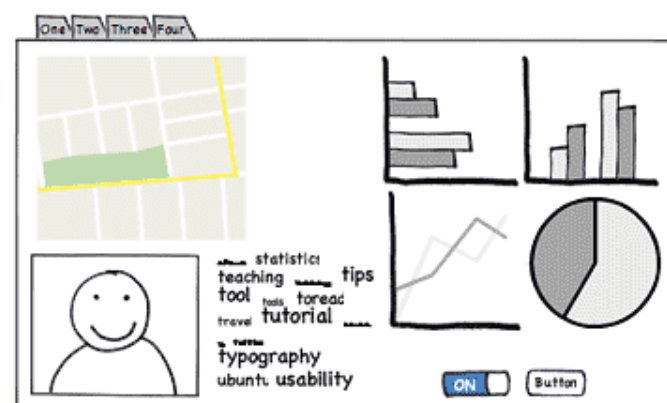 One Two Three Four
statistics
teaching tips
tool tools toread
travel tutorial
typography
ubuntu usability
ON Button